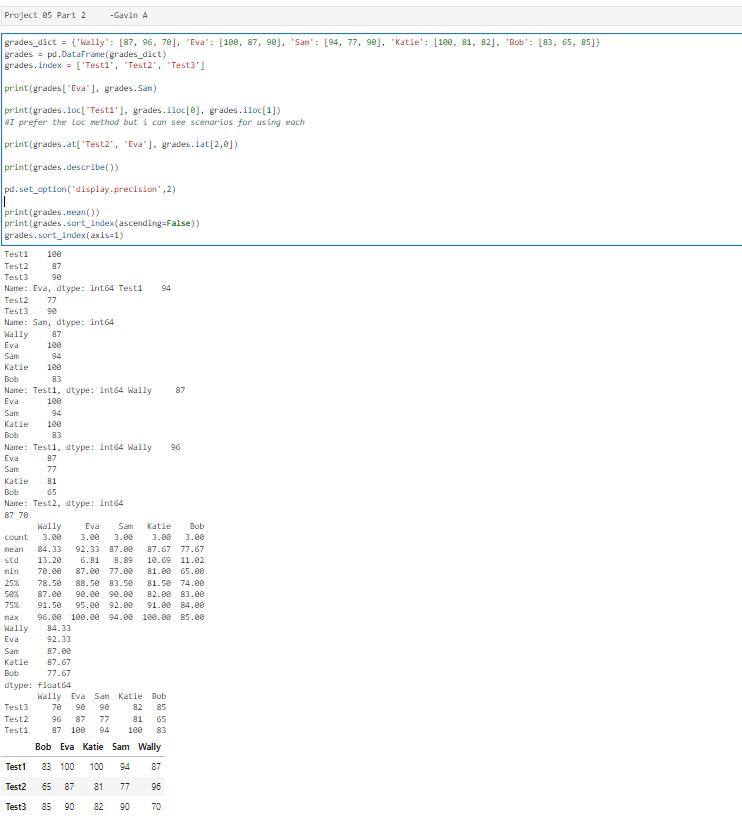 Project 05 Part 2     -Gavin A
grades_dict = {'Wally': [87, 96, 70], 'Eva': [100, 87, 90], 'Sam': [94, 77, 90], 'Katie': [100, 81, 82], 'Bob': [83, 65, 85]}
grades = pd.DataFrame(grades_dict)
grades.index = ['Test1', 'Test2', 'Test3']
print(grades['Eva'], grades.Sam)
print(grades.loc['Test1'], grades.iloc[0], grades.iloc[1])
#I prefer the loc method but i can see scenarios for using each
print(grades.at['Test2', 'Eva'], grades.iat[2,0])
print(grades.describe())
pd.set_option('display.precision',2)
print(grades.mean())
print(grades.sort_index(ascending=False))
grades.sort_index(axis=1)
Test1    100
Test2     87
Test3     90
Name: Eva, dtype: int64 Test1    94
Test2    77
Test3    90
Name: Sam, dtype: int64
Wally     87
Eva      100
Sam       94
Katie    100
Bob       83
Name: Test1, dtype: int64 Wally     87
Eva      100
Sam       94
Katie    100
Bob       83
Name: Test1, dtype: int64 Wally    96
Eva      87
Sam      77
Katie    81
Bob      65
Name: Test2, dtype: int64
87 70
       Wally     Eva    Sam   Katie    Bob
count   3.00    3.00   3.00    3.00   3.00
mean   84.33   92.33  87.00   87.67  77.67
std    13.20    6.81   8.89   10.69  11.02
min    70.00   87.00  77.00   81.00  65.00
25%    78.50   88.50  83.50   81.50  74.00
50%    87.00   90.00  90.00   82.00  83.00
75%    91.50   95.00  92.00   91.00  84.00
max    96.00  100.00  94.00  100.00  85.00
Wally    84.33
Eva      92.33
Sam      87.00
Katie    87.67
Bob      77.67
dtype: float64
       Wally  Eva  Sam  Katie  Bob
Test3     70   90   90     82   85
Test2     96   87   77     81   65
Test1     87  100   94    100   83
Bob Eva Katie Sam Wally
Test1 83 100 100 94 87
Test2 65 87 81 77 96
Test3 85 90 82 90 70